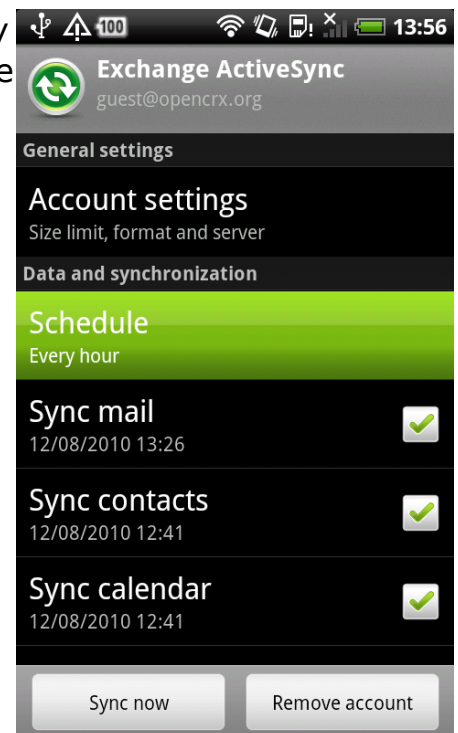 y
e
100
13:56
Exchange ActiveSync
guest@opencrx.org
General settings
Account settings
Size limit, format and server
Data and synchronization
Schedule
Every hour
Sync mail
12/08/2010 13:26
Sync contacts
12/08/2010 12:41
Sync calendar
12/08/2010 12:41
Sync now
Remove account